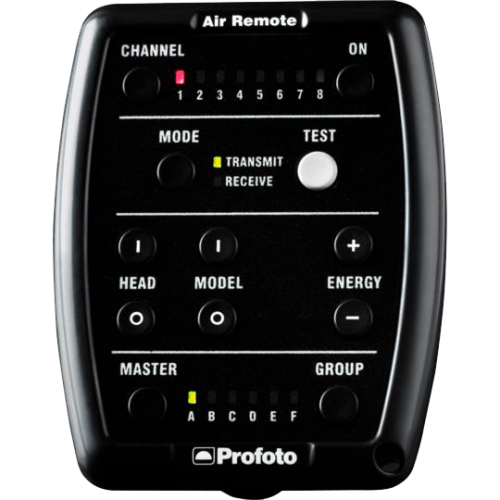 Air Remote
CHANNEL ON
1 2 3 4 5 6 7 8
MODE TEST
TRANSMIT
RECEIVE
I I +
HEAD MODEL ENERGY
O O −
MASTER GROUP
A B C D E F
Profoto